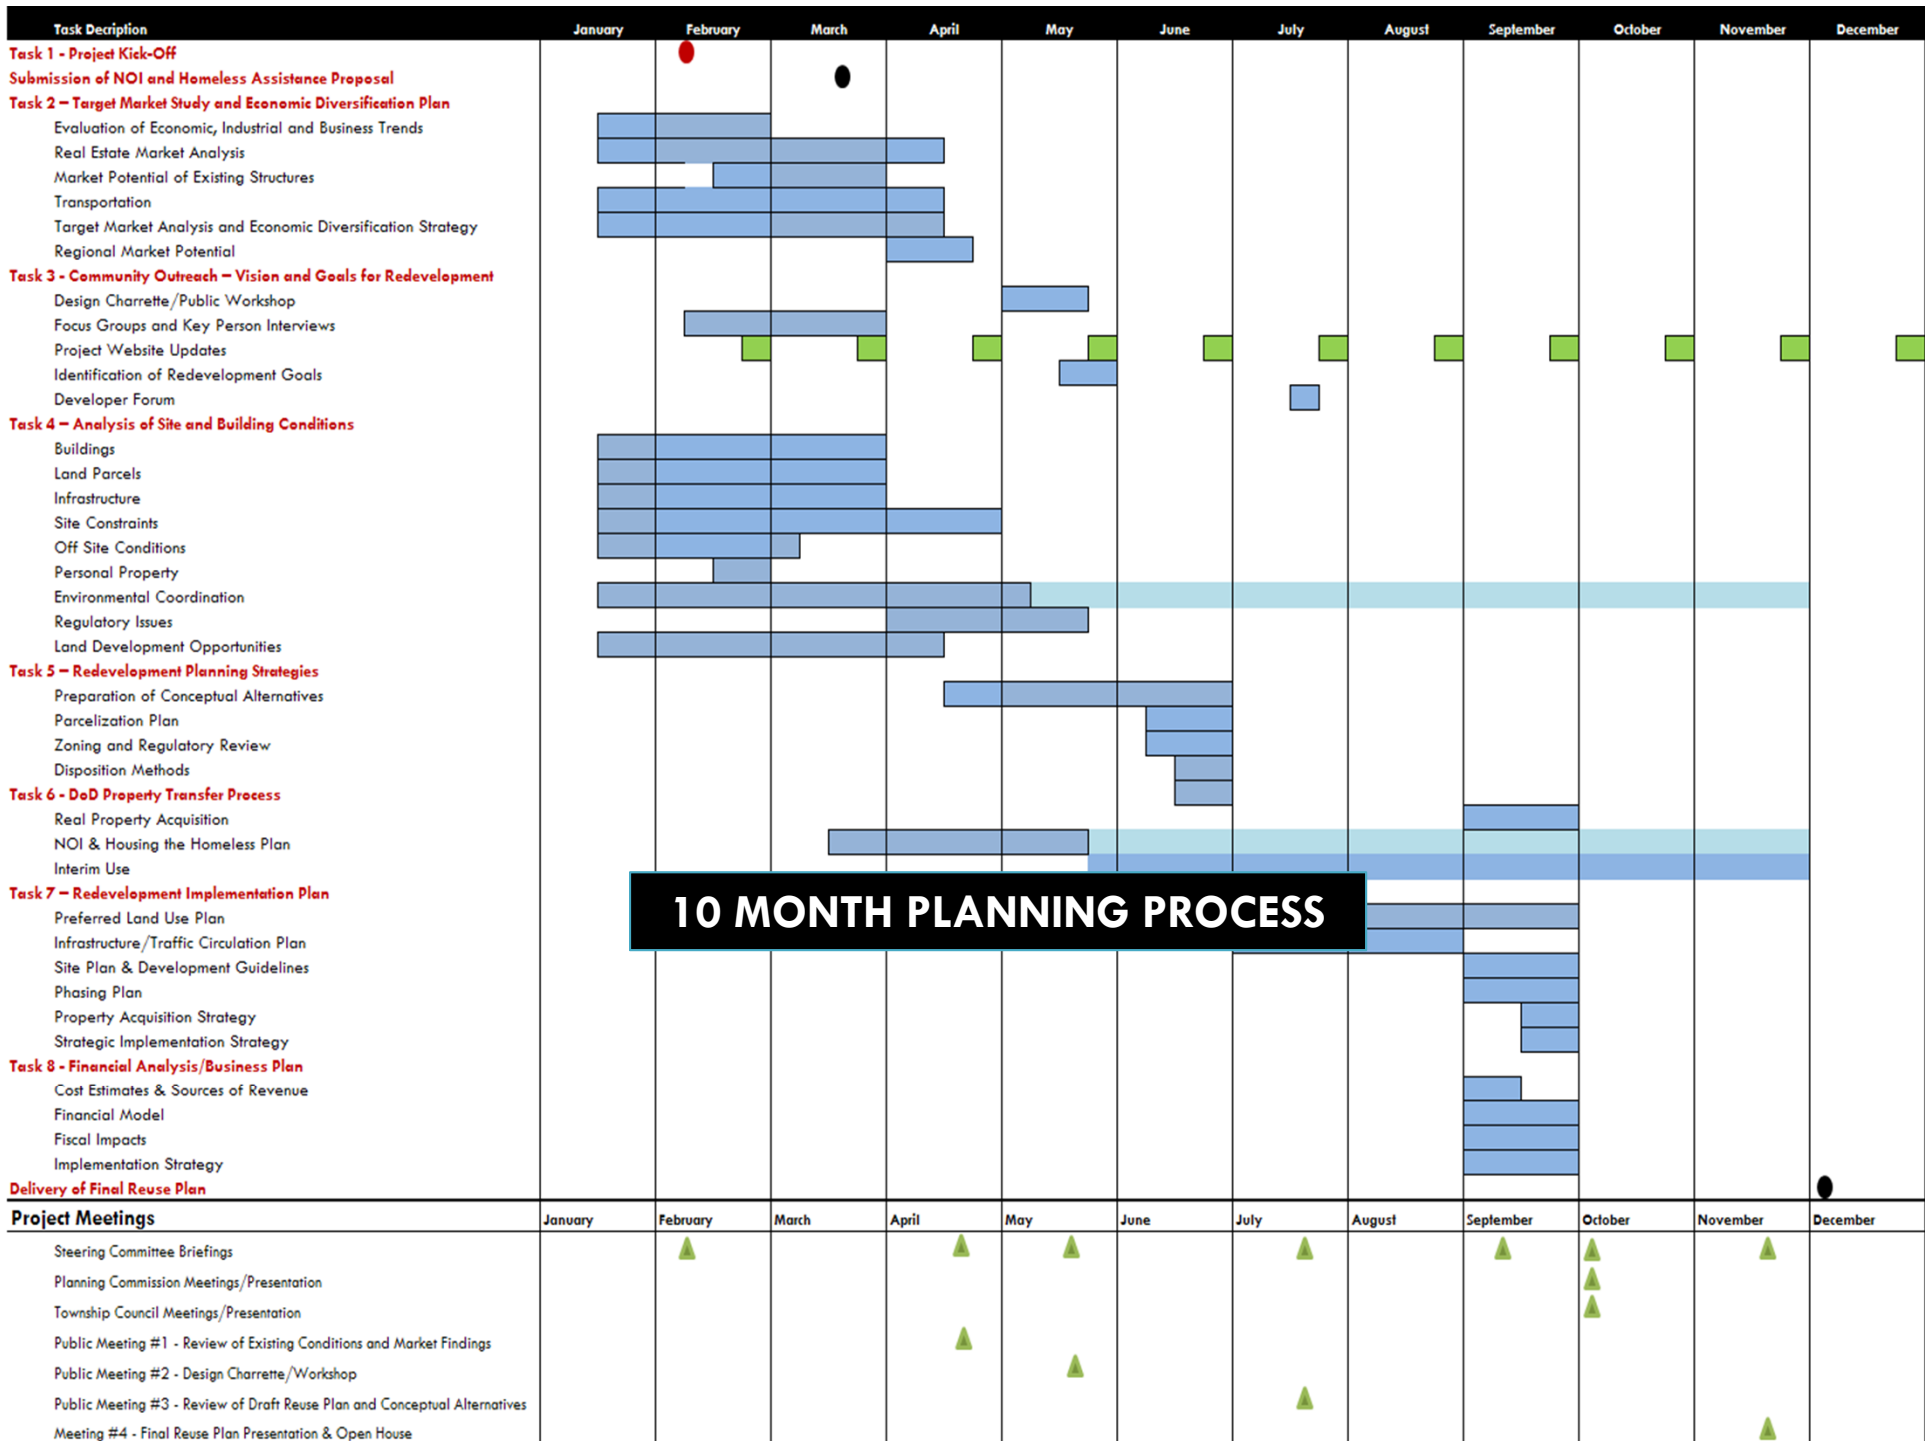 Task Decription January February March April May June July August September October November December
Task 1 - Project Kick-Off
Submission of NOI and Homeless Assistance Proposal
Task 2 – Target Market Study and Economic Diversification Plan
Evaluation of Economic, Industrial and Business Trends
Real Estate Market Analysis
Market Potential of Existing Structures
Transportation
Target Market Analysis and Economic Diversification Strategy
Regional Market Potential
Task 3 - Community Outreach – Vision and Goals for Redevelopment
Design Charrette/Public Workshop
Focus Groups and Key Person Interviews
Project Website Updates
Identification of Redevelopment Goals
Developer Forum
Task 4 – Analysis of Site and Building Conditions
Buildings
Land Parcels
Infrastructure
Site Constraints
Off Site Conditions
Personal Property
Environmental Coordination
Regulatory Issues
Land Development Opportunities
Task 5 – Redevelopment Planning Strategies
Preparation of Conceptual Alternatives
Parcelization Plan
Zoning and Regulatory Review
Disposition Methods
Task 6 - DoD Property Transfer Process
Real Property Acquisition
NOI & Housing the Homeless Plan
Interim Use
Task 7 – Redevelopment Implementation Plan
10 MONTH PLANNING PROCESS
Preferred Land Use Plan
Infrastructure/Traffic Circulation Plan
Site Plan & Development Guidelines
Phasing Plan
Property Acquisition Strategy
Strategic Implementation Strategy
Task 8 - Financial Analysis/Business Plan
Cost Estimates & Sources of Revenue
Financial Model
Fiscal Impacts
Implementation Strategy
Delivery of Final Reuse Plan
Project Meetings January February March April May June July August September October November December
Steering Committee Briefings
Planning Commission Meetings/Presentation
Township Council Meetings/Presentation
Public Meeting #1 - Review of Existing Conditions and Market Findings
Public Meeting #2 - Design Charrette/Workshop
Public Meeting #3 - Review of Draft Reuse Plan and Conceptual Alternatives
Meeting #4 - Final Reuse Plan Presentation & Open House